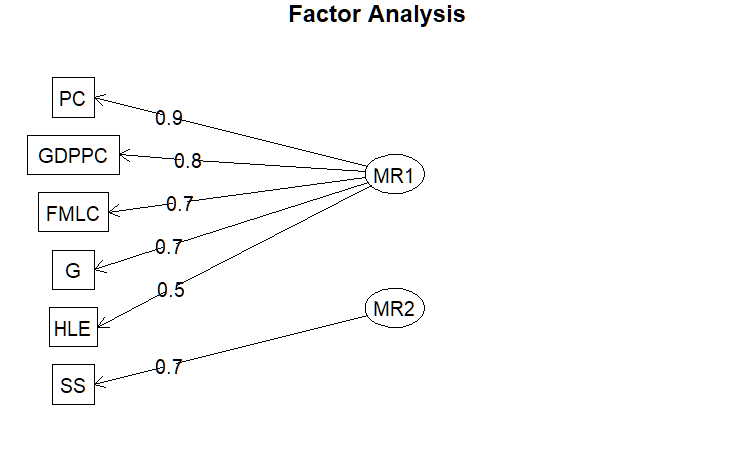 Factor Analysis
PC
0.9
GDPPC
0.8
MR1
FMLC
0.7
G
0.7
HLE
0.5
MR2
SS
0.7